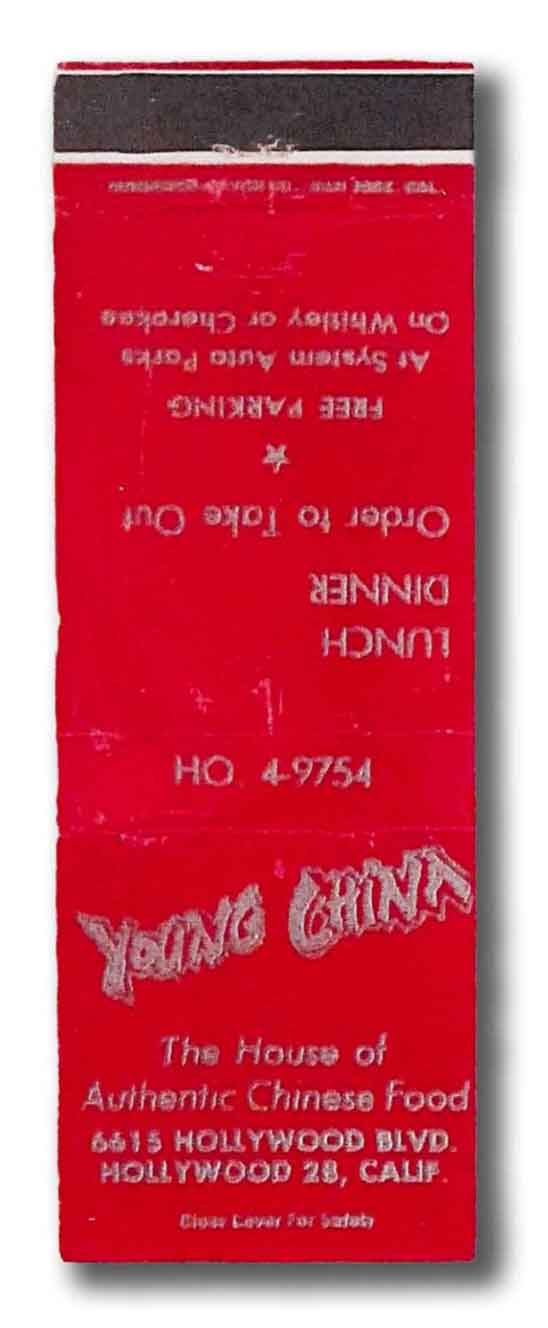 HO. 4-9754
YOUNG CHINA
The House of
Authentic Chinese Food
6615 HOLLYWOOD BLVD.
HOLLYWOOD 28, CALIF.
Close Cover For Safety
LUNCH
DINNER
Order to Take Out
FREE PARKING
At System Auto Parks
On Whitley or Cherokee